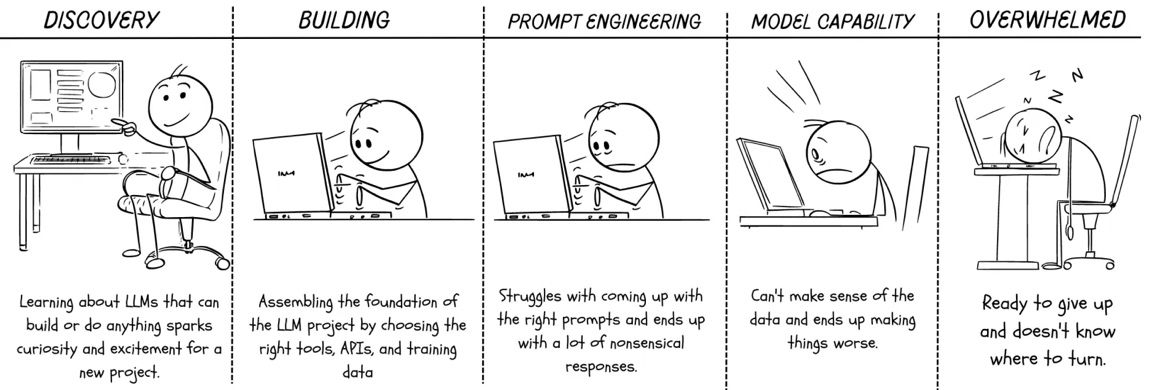 DISCOVERY
Learning about LLMs that can
build or do anything sparks
curiosity and excitement for a
new project.
BUILDING
Assembling the foundation of
the LLM project by choosing the
right tools, APIs, and training
data
PROMPT ENGINEERING
Struggles with coming up with
the right prompts and ends up
with a lot of nonsensical
responses.
MODEL CAPABILITY
Can't make sense of the
data and ends up making
things worse.
OVERWHELMED
Z
Z
Z
Z
N
Z
Ready to give up
and doesn't know
where to turn.